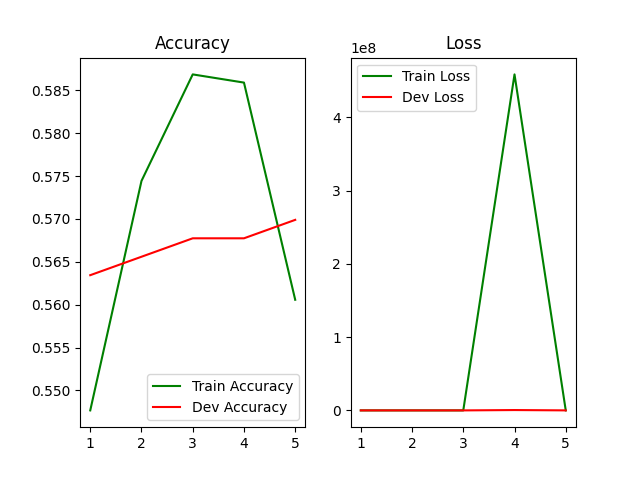 Accuracy
0.585
0.580
0.575
0.570
0.565
0.560
0.555
0.550
1 2 3 4 5
Train Accuracy
Dev Accuracy
Loss
1e8
4
3
2
1
0
1 2 3 4 5
Train Loss
Dev Loss